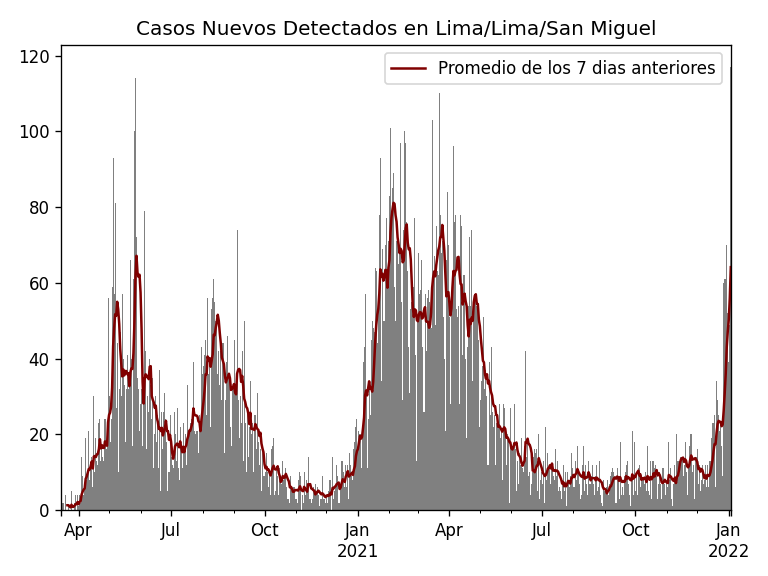 Casos Nuevos Detectados en Lima/Lima/San Miguel
Promedio de los 7 dias anteriores
120
100
80
60
40
20
0
Apr Jul Oct Jan Apr Jul Oct Jan
2021 2022